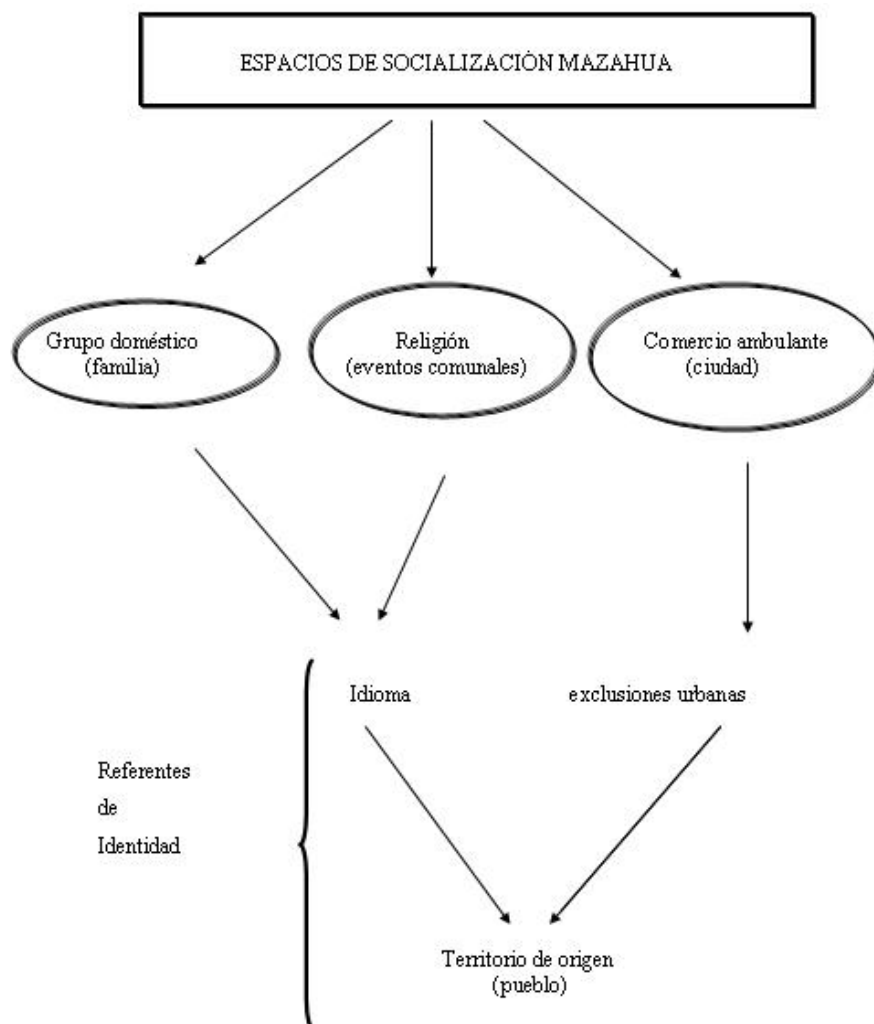 ESPACIOS DE SOCIALIZACIÓN MAZAHUA
Grupo doméstico
(familia)
Religión
(eventos comunales)
Comercio ambulante
(ciudad)
Idioma
exclusiones urbanas
Referentes
de
Identidad
Territorio de origen
(pueblo)